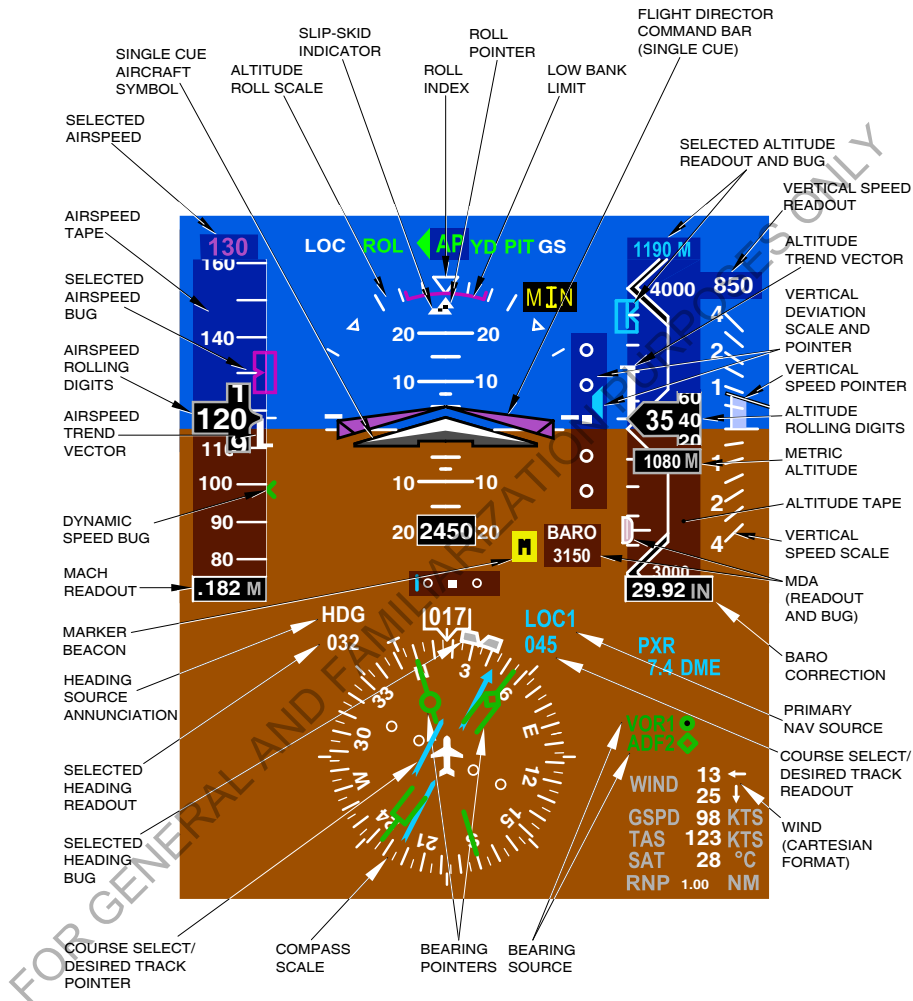 FLIGHT DIRECTOR
COMMAND BAR
(SINGLE CUE)
SLIP-SKID
INDICATOR
ROLL
POINTER
SINGLE CUE
AIRCRAFT
SYMBOL
ALTITUDE
ROLL SCALE
ROLL
INDEX
LOW BANK
LIMIT
SELECTED
AIRSPEED
SELECTED ALTITUDE
READOUT AND BUG
VERTICAL SPEED
READOUT
AIRSPEED
TAPE
ALTITUDE
TREND VECTOR
SELECTED
AIRSPEED
BUG
VERTICAL
DEVIATION
SCALE AND
POINTER
AIRSPEED
ROLLING
DIGITS
VERTICAL
SPEED POINTER
AIRSPEED
TREND
VECTOR
ALTITUDE
ROLLING DIGITS
METRIC
ALTITUDE
ALTITUDE TAPE
DYNAMIC
SPEED BUG
VERTICAL
SPEED SCALE
MACH
READOUT
MDA
(READOUT
AND BUG)
MARKER
BEACON
BARO
CORRECTION
HEADING
SOURCE
ANNUNCIATION
PRIMARY
NAV SOURCE
SELECTED
HEADING
READOUT
COURSE SELECT/
DESIRED TRACK
READOUT
SELECTED
HEADING
BUG
WIND
(CARTESIAN
FORMAT)
COURSE SELECT/
DESIRED TRACK
POINTER
COMPASS
SCALE
BEARING
POINTERS
BEARING
SOURCE
130
LOC ROL AP YD PIT GS
1190 M
160
140
120
1
9
110
100
90
80
.182 M
MIN
20 20
10 10
10 10
20 2450 20
4000
850
4
2
1
1
2
4
35
60
40
20
1080 M
3000
29.92 IN
M
BARO
3150
HDG
032
017
LOC1
045
PXR
7.4 DME
3
6
E
12
15
S
21
24
W
30
33
VOR1
ADF2
WIND 13
25
GSPD 98 KTS
TAS 123 KTS
SAT 28 °C
RNP 1.00 NM
FOR GENERAL AND FAMILIARIZATION PURPOSES ONLY